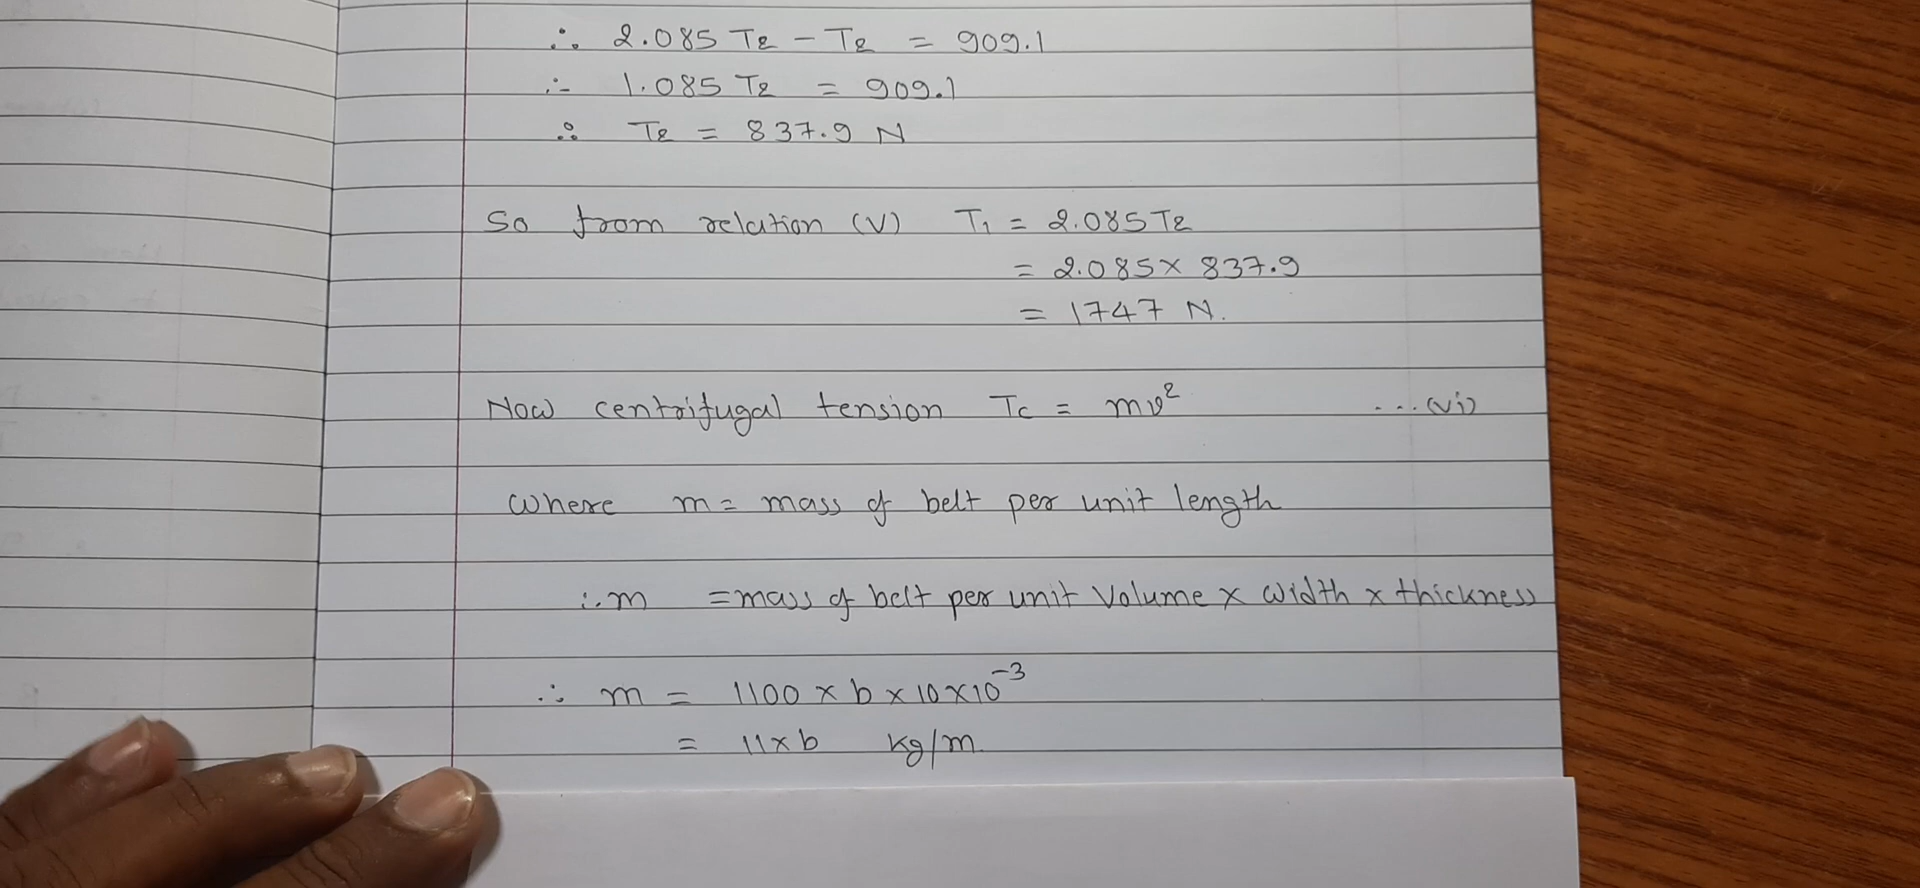 ∴ 2.085 T2 - T2 = 909.1
∴ 1.085 T2 = 909.1
∴ T2 = 837.9 N
So from relation (V) T1 = 2.085 T2
= 2.085 × 837.9
= 1747 N.
Now centrifugal tension Tc = mv² ...(vi)
Where m = mass of belt per unit length
∴ m = mass of belt per unit volume × width × thickness
∴ m = 1100 × b × 10 × 10⁻³
= 11 × b kg/m